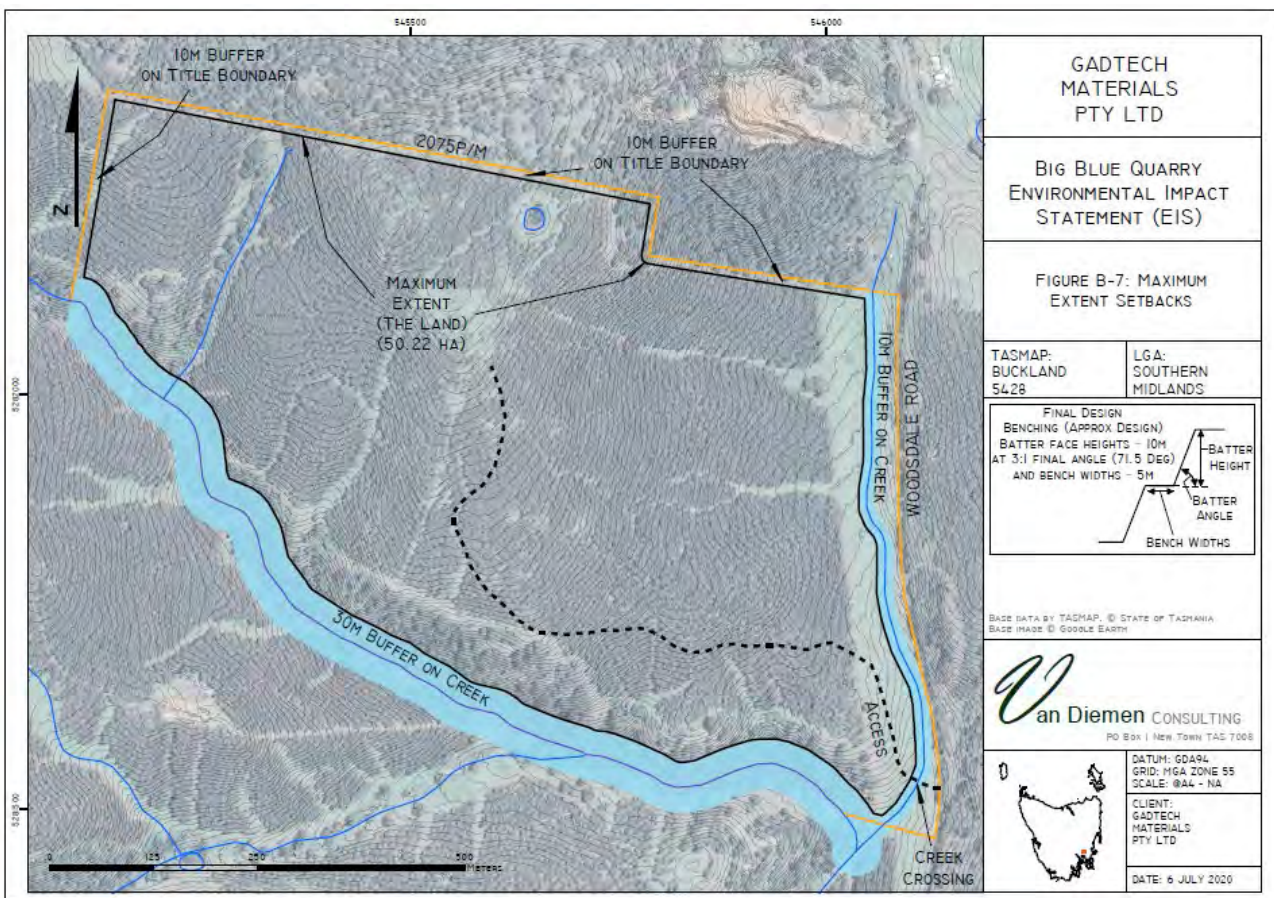 545500
546000
10M BUFFER
ON TITLE BOUNDARY
2075P/M
10M BUFFER
ON TITLE BOUNDARY
N
MAXIMUM
EXTENT
(THE LAND)
(50.22 HA)
10M BUFFER ON CREEK
WOODSDALE ROAD
5282000
30M BUFFER ON CREEK
ACCESS
CREEK
CROSSING
0
125
250
500
METERS
GADTECH
MATERIALS
PTY LTD
BIG BLUE QUARRY
ENVIRONMENTAL IMPACT
STATEMENT (EIS)
FIGURE B-7: MAXIMUM
EXTENT SETBACKS
TASMAP:
BUCKLAND
5428
LGA:
SOUTHERN
MIDLANDS
FINAL DESIGN
BENCHING (APPROX DESIGN)
BATTER FACE HEIGHTS - 10M
AT 3:1 FINAL ANGLE (71.5 DEG)
AND BENCH WIDTHS - 5M
BATTER
HEIGHT
BATTER
ANGLE
BENCH WIDTHS
BASE DATA BY TASMAP, © STATE OF TASMANIA
BASE IMAGE © GOOGLE EARTH
Van Diemen CONSULTING
PO BOX 1 NEW TOWN TAS 7008
DATUM: GDA94
GRID: MGA ZONE 55
SCALE: @A4 - NA
CLIENT:
GADTECH
MATERIALS
PTY LTD
DATE: 6 JULY 2020